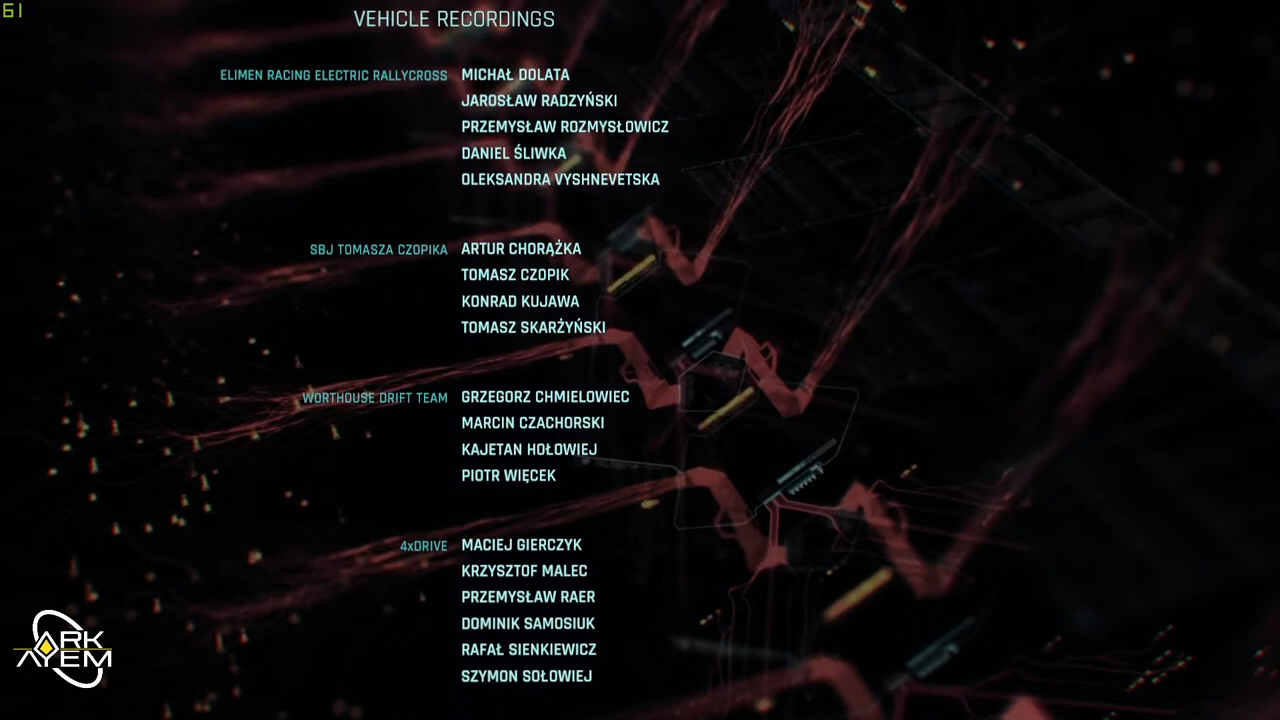 61
VEHICLE RECORDINGS
ELIMEN RACING ELECTRIC RALLYCROSS MICHAŁ DOLATA
JAROSŁAW RADZYŃSKI
PRZEMYSŁAW ROZMYSŁOWICZ
DANIEL ŚLIWKA
OLEKSANDRA VYSHNEVETSKA
SBJ TOMASZA CZOPIKA ARTUR CHORĄŻKA
TOMASZ CZOPIK
KONRAD KUJAWA
TOMASZ SKARŻYŃSKI
WORTHOUSE DRIFT TEAM GRZEGORZ CHMIELOWIEC
MARCIN CZACHORSKI
KAJETAN HOŁOWIEJ
PIOTR WIĘCEK
4xDRIVE MACIEJ GIERCZYK
KRZYSZTOF MALEC
PRZEMYSŁAW RAER
DOMINIK SAMOSIUK
RAFAŁ SIENKIEWICZ
SZYMON SOŁOWIEJ
ARK
AYEM